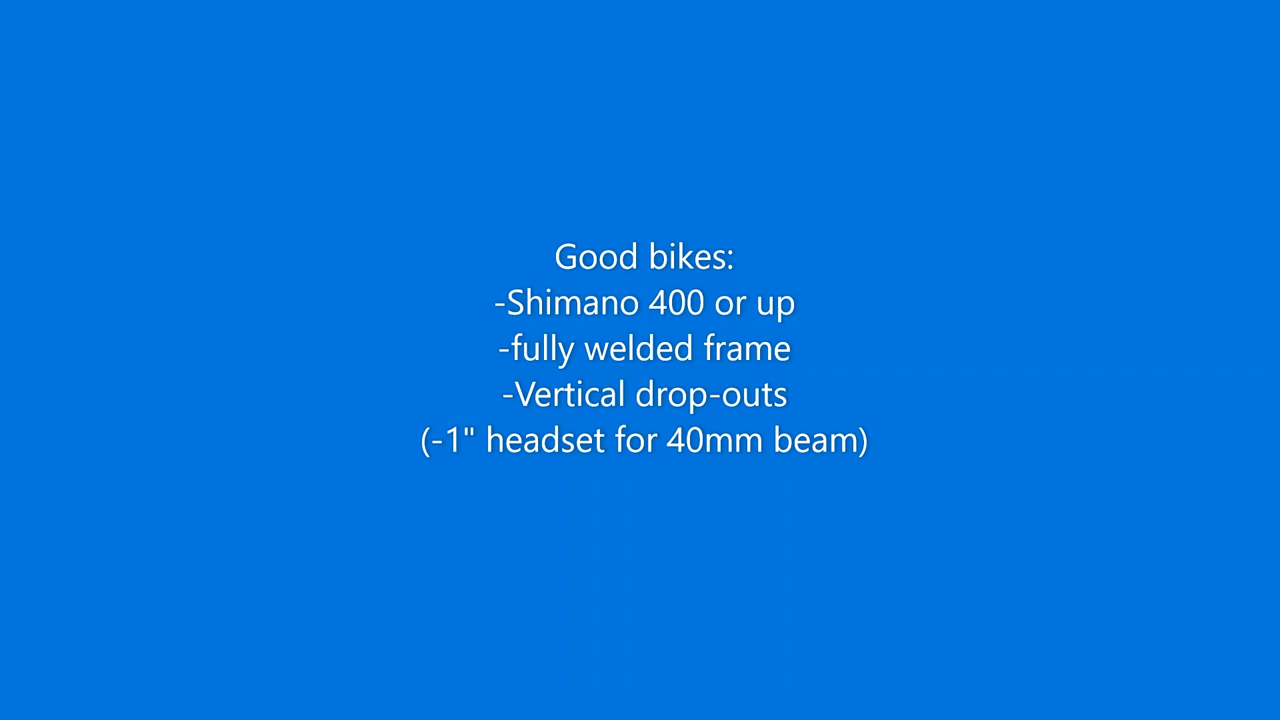 Good bikes:
-Shimano 400 or up
-fully welded frame
-Vertical drop-outs
(-1" headset for 40mm beam)